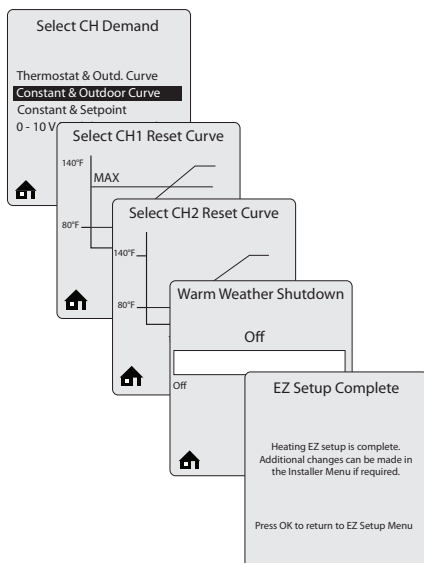 Select CH Demand
Thermostat & Outd. Curve
Constant & Outdoor Curve
Constant & Setpoint
0 - 10 V
Select CH1 Reset Curve
140°F
MAX
80°F
Select CH2 Reset Curve
140°F
80°F
Warm Weather Shutdown
Off
Off
EZ Setup Complete
Heating EZ setup is complete.
Additional changes can be made in
the Installer Menu if required.
Press OK to return to EZ Setup Menu